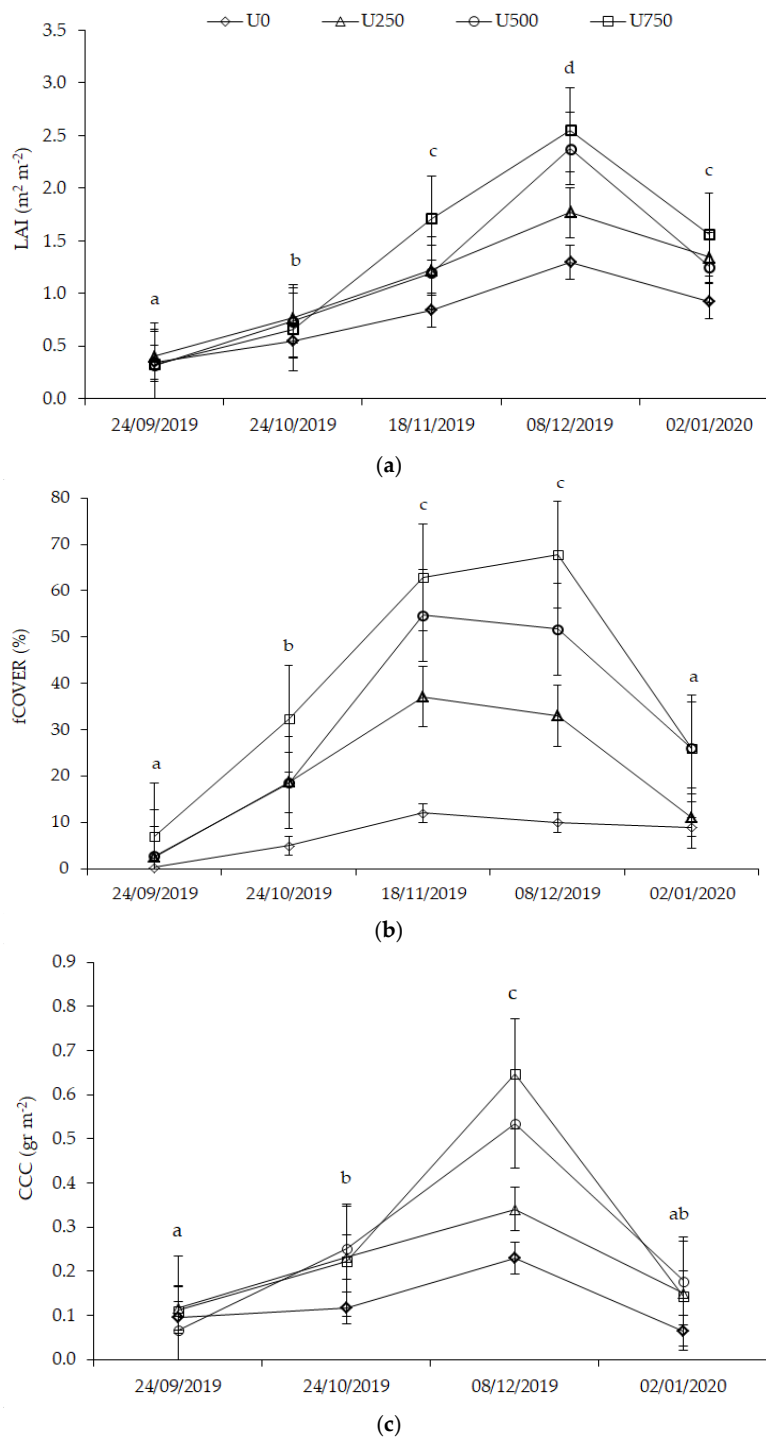 U0 U250 U500 U750
3.5
3.0
2.5
2.0
1.5
1.0
0.5
0.0
LAI (m² m⁻²)
a b c d c
24/09/2019 24/10/2019 18/11/2019 08/12/2019 02/01/2020
(a)
80
70
60
50
40
30
20
10
0
fCOVER (%)
a b c c a
24/09/2019 24/10/2019 18/11/2019 08/12/2019 02/01/2020
(b)
0.9
0.8
0.7
0.6
0.5
0.4
0.3
0.2
0.1
0.0
CCC (gr m⁻²)
a b c ab
24/09/2019 24/10/2019 08/12/2019 02/01/2020
(c)